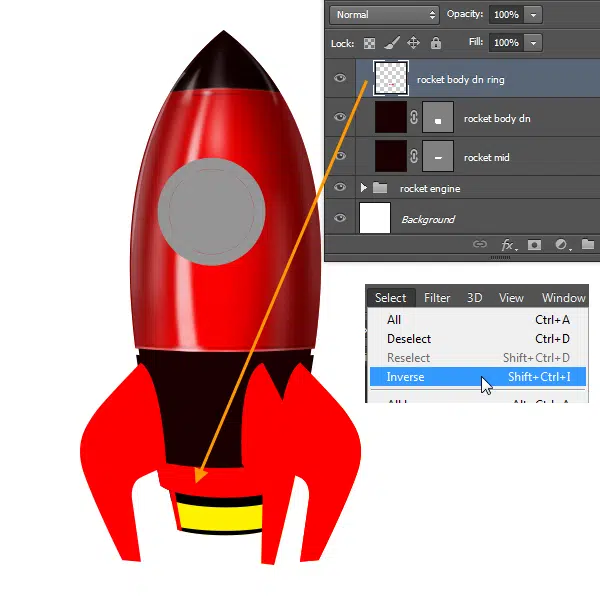 Normal Opacity: 100%
Lock: Fill: 100%
rocket body dn ring
rocket body dn
rocket mid
rocket engine
Background
fx
Select Filter 3D View Window
All Ctrl+A
Deselect Ctrl+D
Reselect Shift+Ctrl+D
Inverse Shift+Ctrl+I